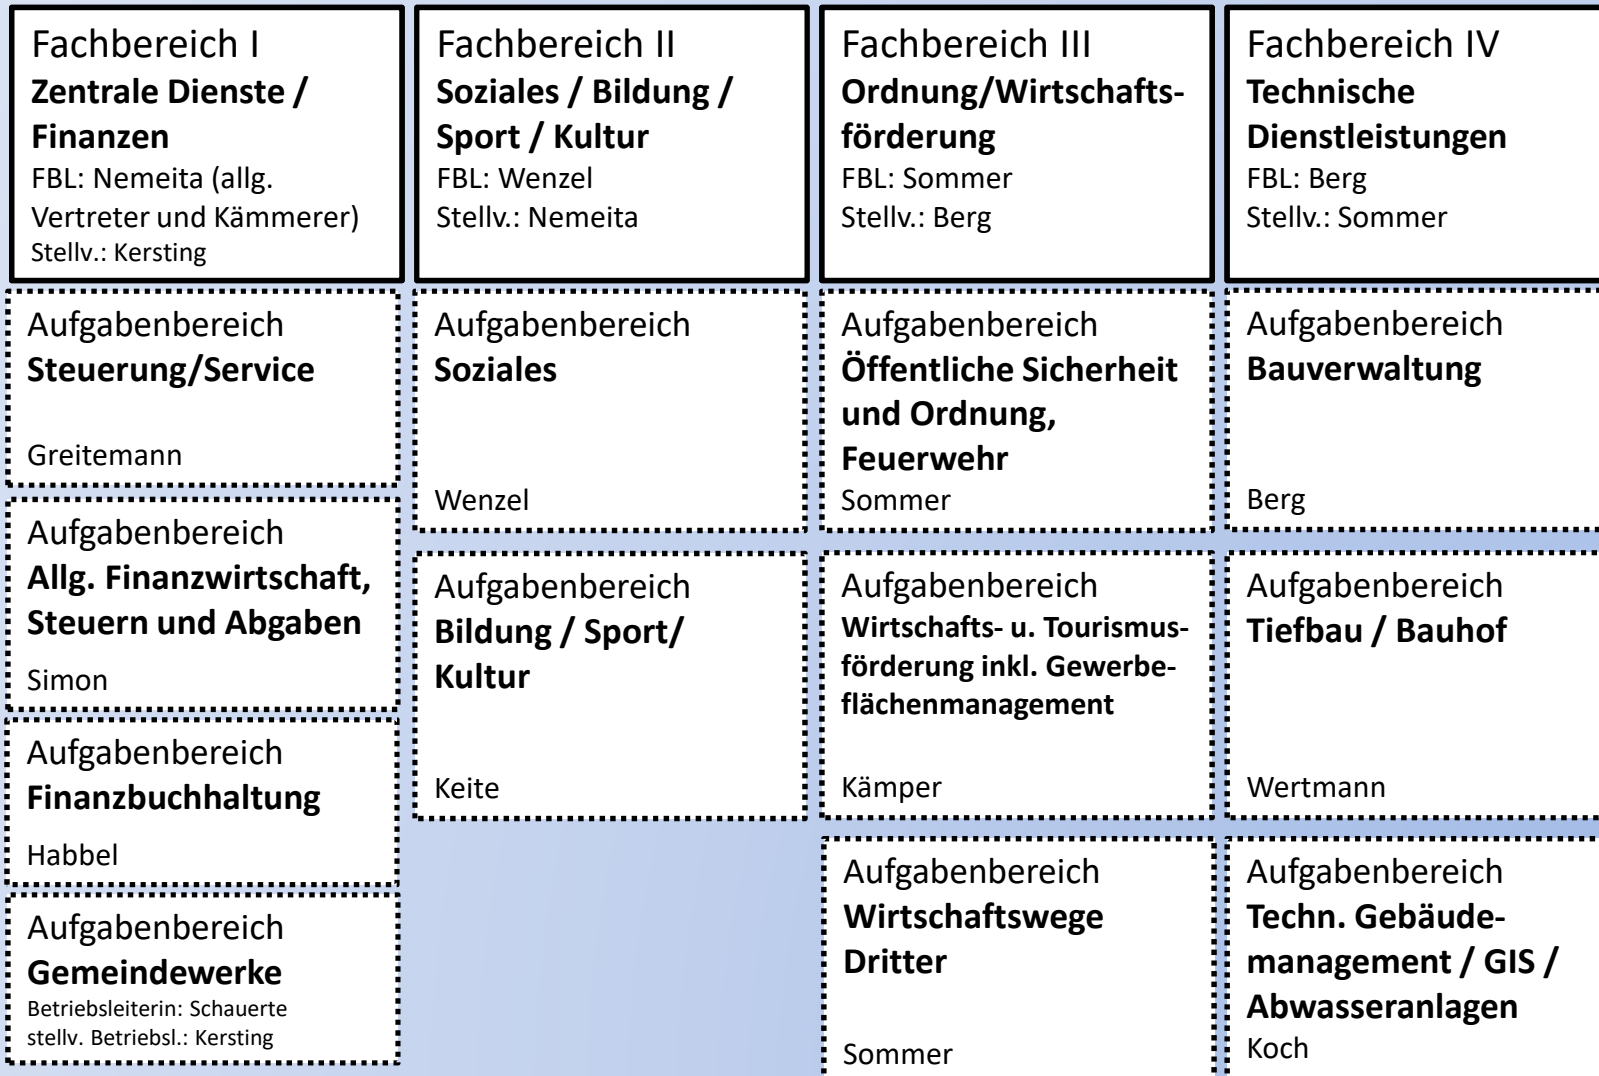 Fachbereich I
Zentrale Dienste /
Finanzen
FBL: Nemeita (allg.
Vertreter und Kämmerer)
Stellv.: Kersting
Aufgabenbereich
Steuerung/Service
Greitemann
Aufgabenbereich
Allg. Finanzwirtschaft,
Steuern und Abgaben
Simon
Aufgabenbereich
Finanzbuchhaltung
Habbel
Aufgabenbereich
Gemeindewerke
Betriebsleiterin: Schauerte
stellv. Betriebsl.: Kersting
Fachbereich II
Soziales / Bildung /
Sport / Kultur
FBL: Wenzel
Stellv.: Nemeita
Aufgabenbereich
Soziales
Wenzel
Aufgabenbereich
Bildung / Sport/
Kultur
Keite
Fachbereich III
Ordnung/Wirtschafts-
förderung
FBL: Sommer
Stellv.: Berg
Aufgabenbereich
Öffentliche Sicherheit
und Ordnung,
Feuerwehr
Sommer
Aufgabenbereich
Wirtschafts- u. Tourismus-
förderung inkl. Gewerbe-
flächenmanagement
Kämper
Aufgabenbereich
Wirtschaftswege
Dritter
Sommer
Fachbereich IV
Technische
Dienstleistungen
FBL: Berg
Stellv.: Sommer
Aufgabenbereich
Bauverwaltung
Berg
Aufgabenbereich
Tiefbau / Bauhof
Wertmann
Aufgabenbereich
Techn. Gebäude-
management / GIS /
Abwasseranlagen
Koch